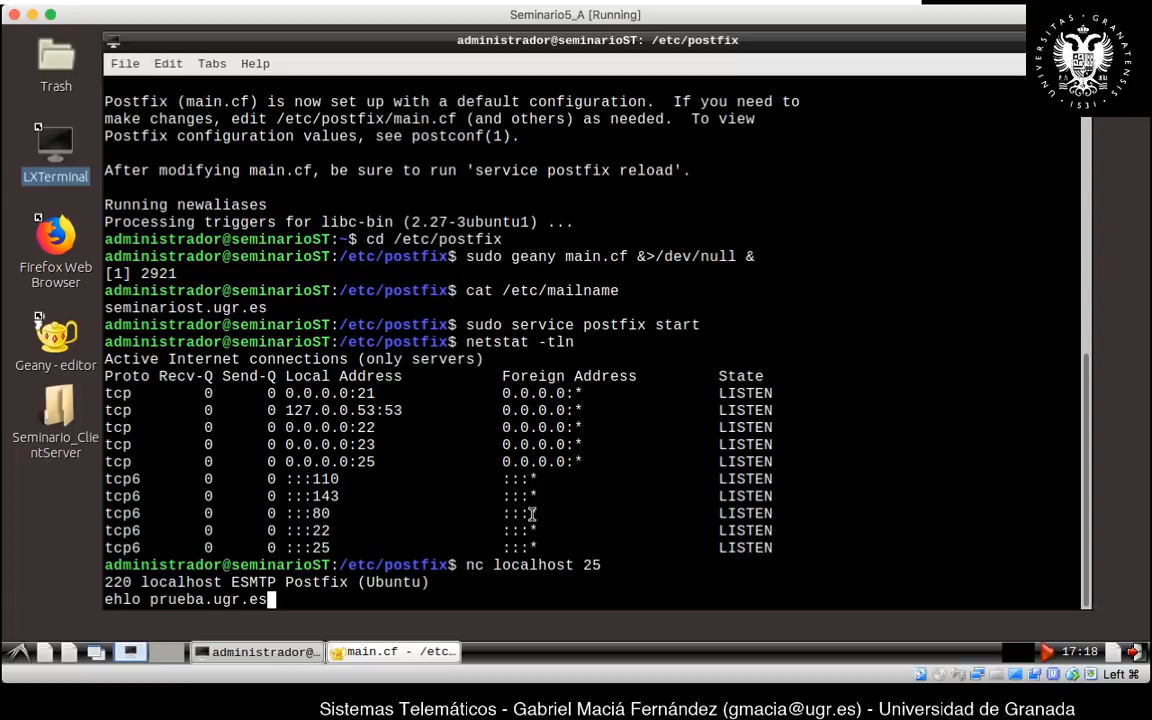 Seminario5_A [Running]
administrador@seminarioST: /etc/postfix
File Edit Tabs Help
Postfix (main.cf) is now set up with a default configuration.  If you need to
make changes, edit /etc/postfix/main.cf (and others) as needed.  To view
Postfix configuration values, see postconf(1).
After modifying main.cf, be sure to run 'service postfix reload'.
Running newaliases
Processing triggers for libc-bin (2.27-3ubuntu1) ...
administrador@seminarioST:~$ cd /etc/postfix
administrador@seminarioST:/etc/postfix$ sudo geany main.cf &>/dev/null &
[1] 2921
administrador@seminarioST:/etc/postfix$ cat /etc/mailname
seminariost.ugr.es
administrador@seminarioST:/etc/postfix$ sudo service postfix start
administrador@seminarioST:/etc/postfix$ netstat -tln
Active Internet connections (only servers)
Proto Recv-Q Send-Q Local Address           Foreign Address         State
tcp        0      0 0.0.0.0:21              0.0.0.0:*               LISTEN
tcp        0      0 127.0.0.53:53           0.0.0.0:*               LISTEN
tcp        0      0 0.0.0.0:22              0.0.0.0:*               LISTEN
tcp        0      0 0.0.0.0:23              0.0.0.0:*               LISTEN
tcp        0      0 0.0.0.0:25              0.0.0.0:*               LISTEN
tcp6       0      0 :::110                  :::*                    LISTEN
tcp6       0      0 :::143                  :::*                    LISTEN
tcp6       0      0 :::80                   :::                     LISTEN
tcp6       0      0 :::22                   :::*                    LISTEN
tcp6       0      0 :::25                   :::*                    LISTEN
administrador@seminarioST:/etc/postfix$ nc localhost 25
220 localhost ESMTP Postfix (Ubuntu)
ehlo prueba.ugr.es
Trash
LXTerminal
Firefox Web
Browser
Geany - editor
Seminario_Clie
ntServer
administrador@...
main.cf - /etc...
17:18
Left ⌘
UNIVERSITAS GRANATENSIS
1531
Sistemas Telemáticos - Gabriel Maciá Fernández (gmacia@ugr.es) - Universidad de Granada